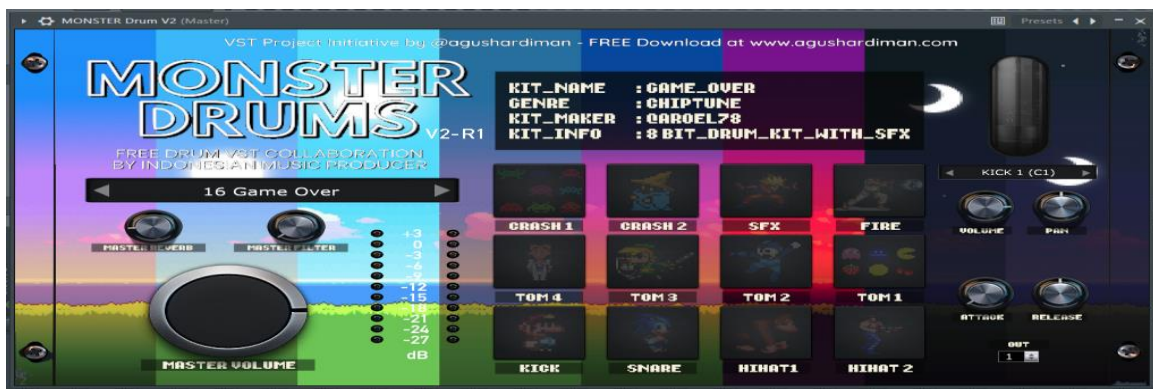 MONSTER Drum V2 (Master)
Presets
VST Project Initiative by @agushardiman - FREE Download at www.agushardiman.com
MONSTER
DRUMS
V2-R1
FREE DRUM VST COLLABORATION
BY INDONESIAN MUSIC PRODUCER
KIT_NAME : GAME_OVER
GENRE : CHIPTUNE
KIT_MAKER : @AROEL78
KIT_INFO : 8 BIT_DRUM_KIT_WITH_SFX
16 Game Over
KICK 1 (C1)
MASTER REVERB
MASTER FILTER
+3
0
-3
-6
-9
-12
-15
-18
-21
-24
-27
dB
MASTER VOLUME
CRASH 1
CRASH 2
SFX
FIRE
TOM 4
TOM 3
TOM 2
TOM 1
KICK
SNARE
HIHAT1
HIHAT 2
VOLUME
PAN
ATTACK
RELEASE
OUT
1